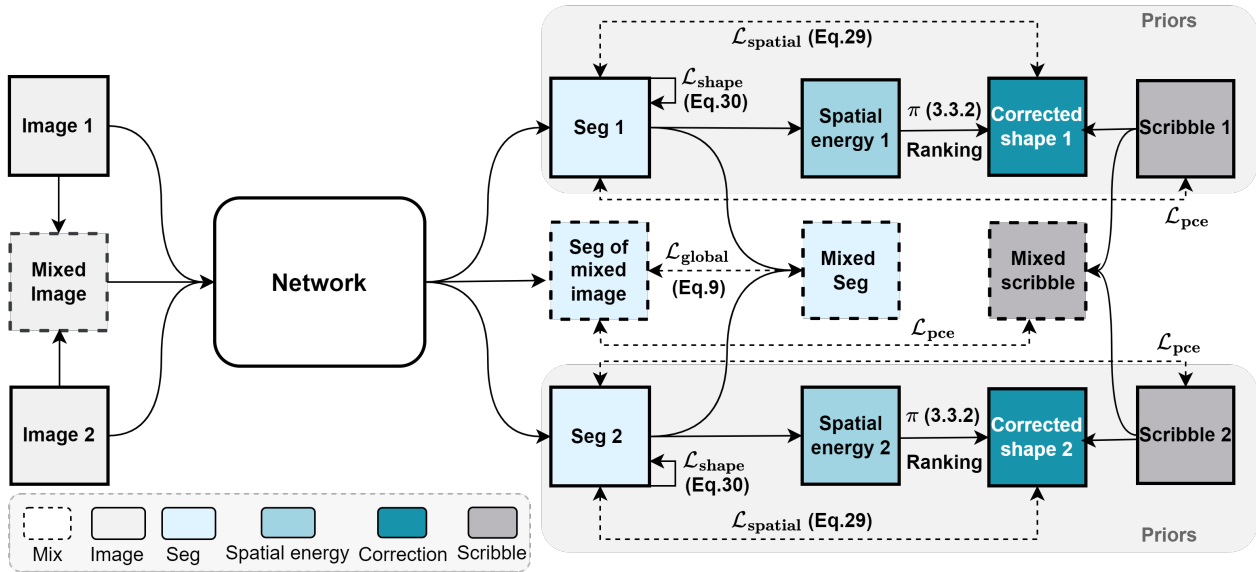 Priors
ℒspatial (Eq.29)
Image 1
Seg 1
ℒshape
(Eq.30)
Spatial
energy 1
π (3.3.2)
Ranking
Corrected
shape 1
Scribble 1
ℒpce
Mixed
Image
Network
Seg of
mixed
image
ℒglobal
(Eq.9)
Mixed
Seg
Mixed
scribble
ℒpce
ℒpce
Image 2
Seg 2
ℒshape
(Eq.30)
Spatial
energy 2
π (3.3.2)
Ranking
Corrected
shape 2
Scribble 2
ℒspatial (Eq.29)
Priors
Mix
Image
Seg
Spatial energy
Correction
Scribble